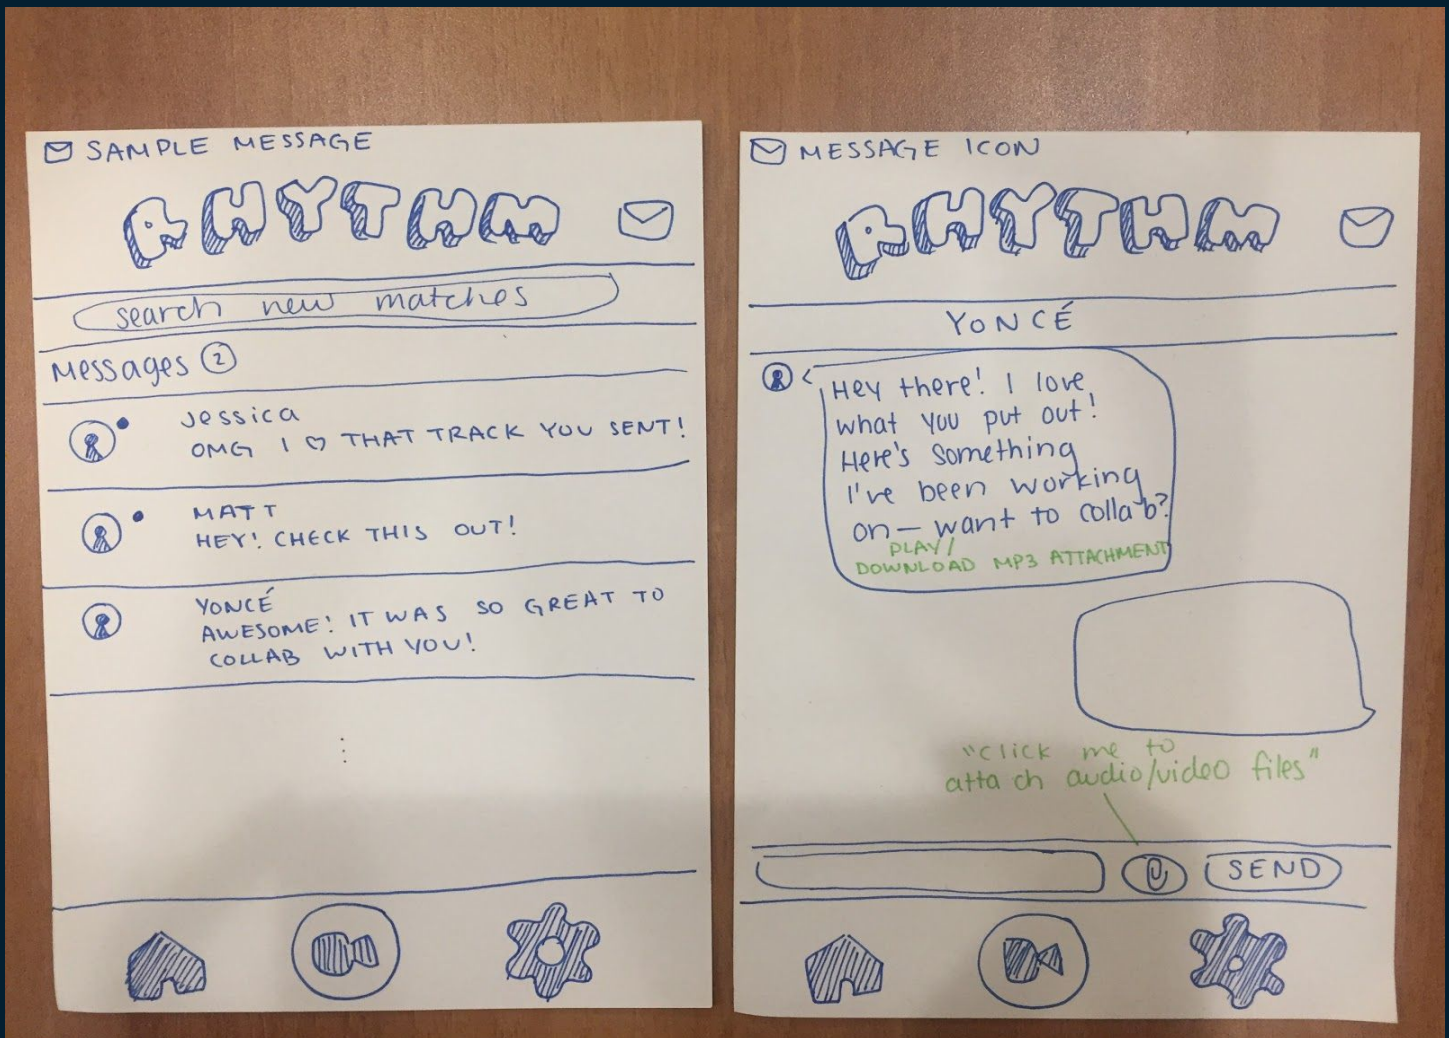 SAMPLE MESSAGE
RHYTHM
search new matches
Messages 2
Jessica
OMG I ♡ THAT TRACK YOU SENT!
MATT
HEY! CHECK THIS OUT!
YONCÉ
AWESOME! IT WAS SO GREAT TO
COLLAB WITH YOU!
MESSAGE ICON
RHYTHM
YONCÉ
Hey there! I love
what you put out!
Here's something
I've been working
on— want to collab?
PLAY/
DOWNLOAD MP3 ATTACHMENT
"click me to
attach audio/video files"
SEND